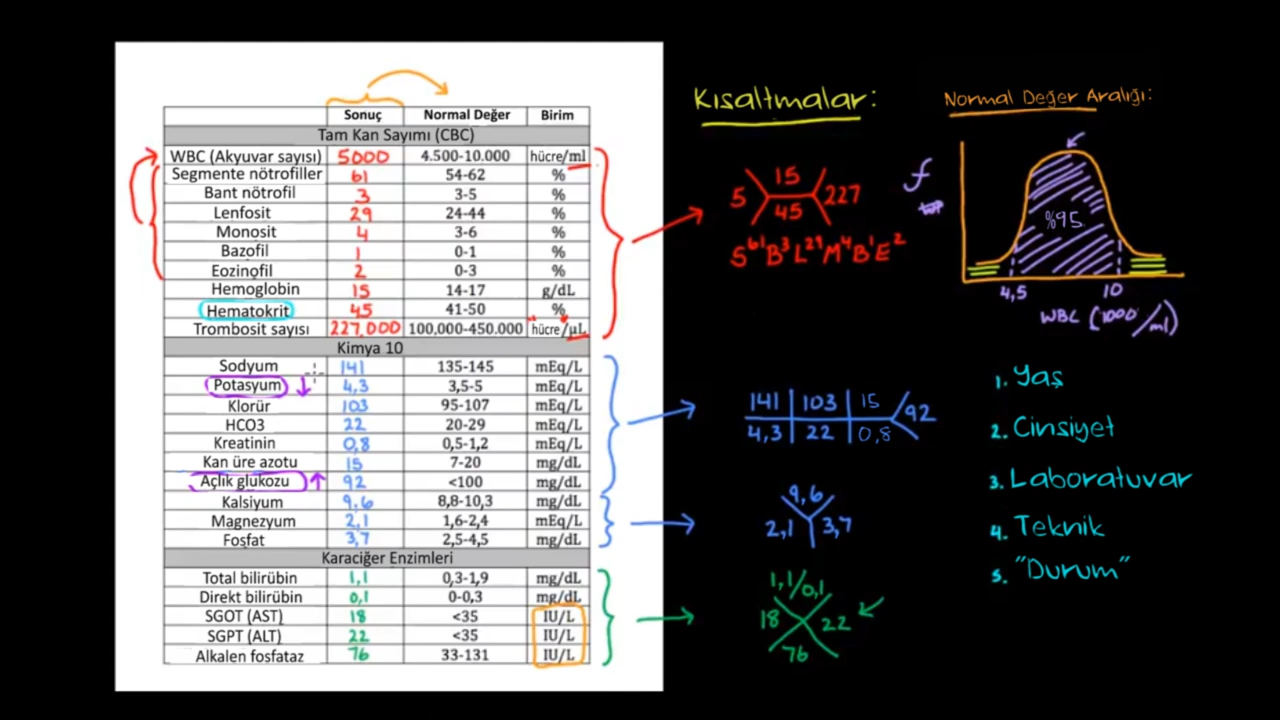 Sonuç Normal Değer Birim
Tam Kan Sayımı (CBC)
WBC (Akyuvar sayısı) 5000 4.500-10.000 hücre/ml
Segmente nötrofiller 61 54-62 %
Bant nötrofil 3 3-5 %
Lenfosit 29 24-44 %
Monosit 4 3-6 %
Bazofil 1 0-1 %
Eozinofil 2 0-3 %
Hemoglobin 15 14-17 g/dL
Hematokrit 45 41-50 %
Trombosit sayısı 227,000 100,000-450.000 hücre/µL
Kimya 10
Sodyum 141 135-145 mEq/L
Potasyum 4,3 3,5-5 mEq/L
Klorür 103 95-107 mEq/L
HCO3 22 20-29 mEq/L
Kreatinin 0,8 0,5-1,2 mEq/L
Kan üre azotu 15 7-20 mg/dL
Açlık glukozu 92 <100 mg/dL
Kalsiyum 9,6 8,8-10,3 mg/dL
Magnezyum 2,1 1,6-2,4 mEq/L
Fosfat 3,7 2,5-4,5 mg/dL
Karaciğer Enzimleri
Total bilirübin 1,1 0,3-1,9 mg/dL
Direkt bilirübin 0,1 0-0,3 mg/dL
SGOT (AST) 18 <35 IU/L
SGPT (ALT) 22 <35 IU/L
Alkalen fosfataz 76 33-131 IU/L
Kısaltmalar:
15
5 227
45
S61 B3 L29 M4 B1 E2
141 103 15
92
4,3 22 0,8
9,6
2,1 3,7
1,1/0,1
18 22
76
Normal Değer Aralığı:
f
%95
4,5 10
WBC (1000/ml)
1. Yaş
2. Cinsiyet
3. Laboratuvar
4. Teknik
5. "Durum"